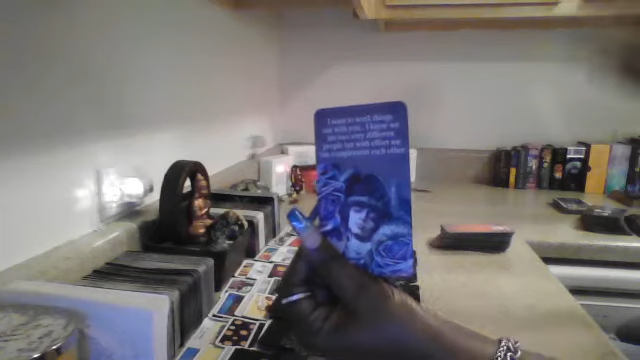 I want to work things
out with you. I know we
are two very different
people but with effort we
can complement each other